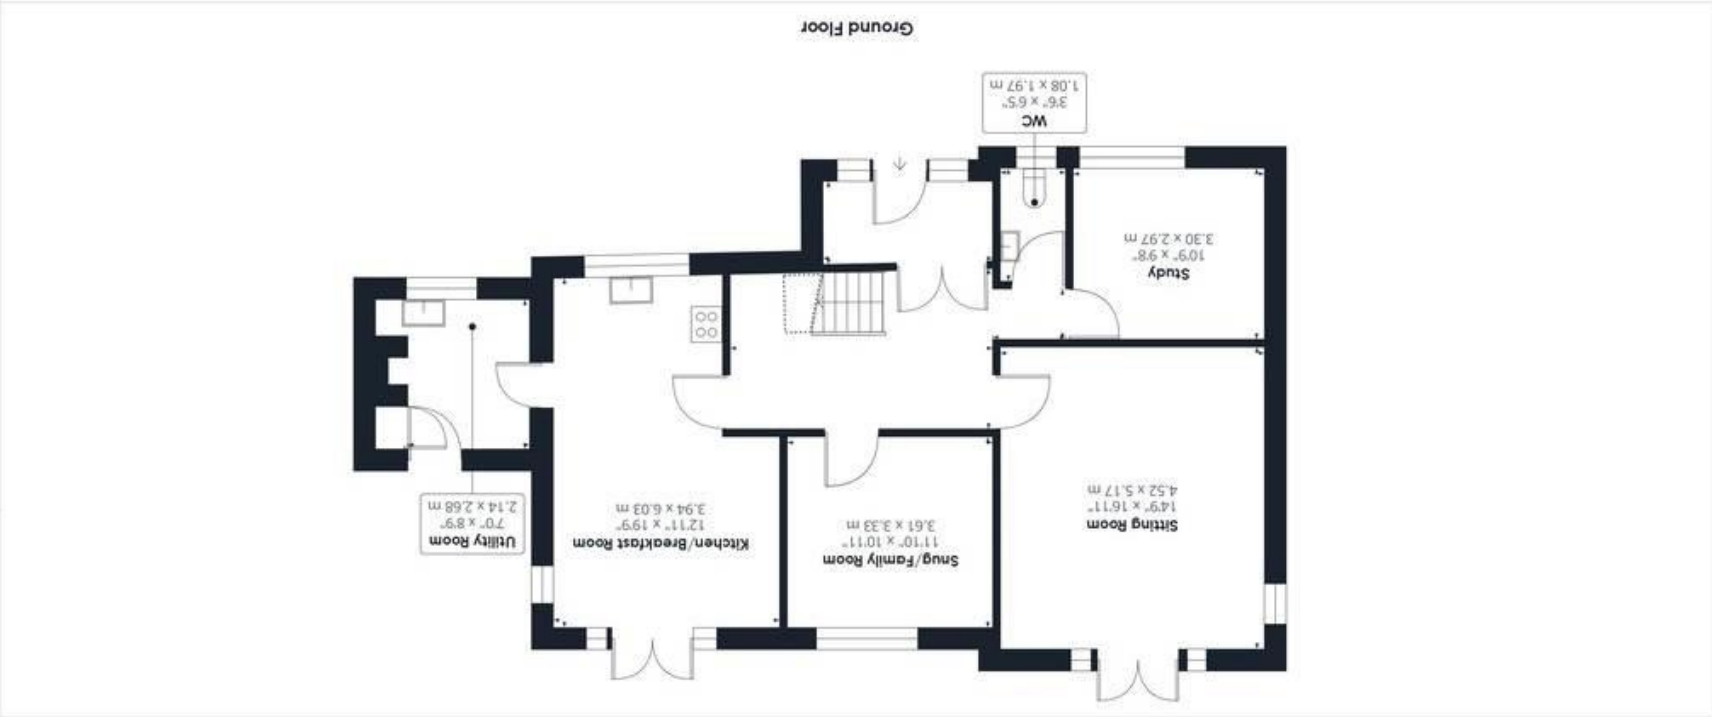 Sitting Room
14'9" x 16'11"
4.52 x 5.17 m
Snug/Family Room
11'10" x 10'11"
3.61 x 3.33 m
Kitchen/Breakfast Room
12'11" x 19'9"
3.94 x 6.03 m
Utility Room
7'0" x 8'9"
2.14 x 2.68 m
Study
10'9" x 9'8"
3.30 x 2.97 m
WC
3'6" x 6'5"
1.08 x 1.97 m
Ground Floor